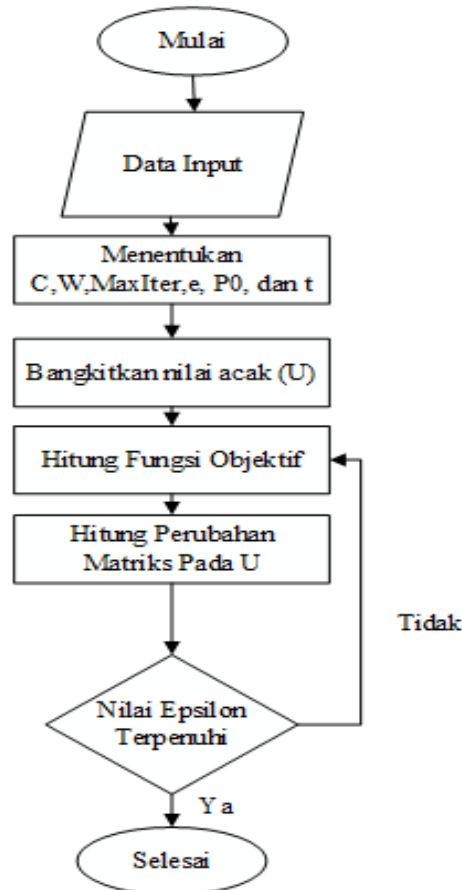 Mulai
Data Input
Menentukan
C,W,MaxIter,e, P0, dan t
Bangkitkan nilai acak (U)
Hitung Fungsi Objektif
Hitung Perubahan
Matriks Pada U
Tidak
Nilai Epsilon
Terpenuhi
Ya
Selesai